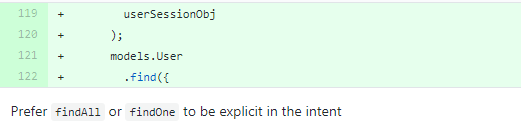 119 + userSessionObj
120 + );
121 + models.User
122 + .find({
Prefer findAll or findOne to be explicit in the intent